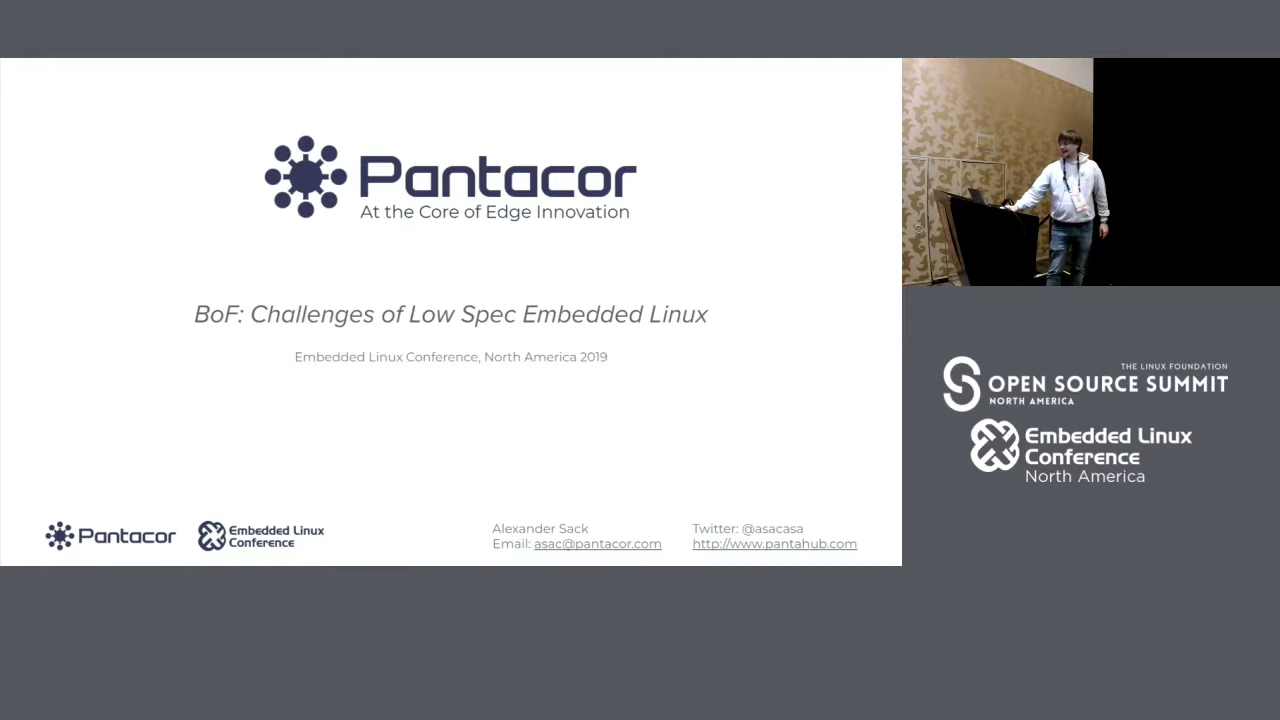 Pantacor
At the Core of Edge Innovation
BoF: Challenges of Low Spec Embedded Linux
Embedded Linux Conference, North America 2019
Pantacor
Embedded Linux
Conference
Alexander Sack
Email: asac@pantacor.com
Twitter: @asacasa
http://www.pantahub.com
THE LINUX FOUNDATION
OPEN SOURCE SUMMIT
NORTH AMERICA
Embedded Linux
Conference
North America